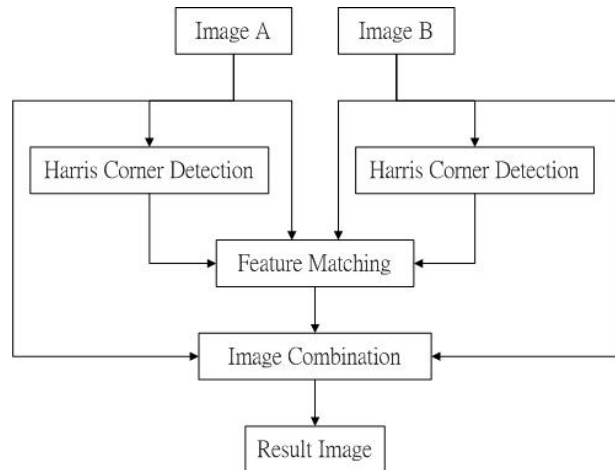 Image A
Image B
Harris Corner Detection
Harris Corner Detection
Feature Matching
Image Combination
Result Image